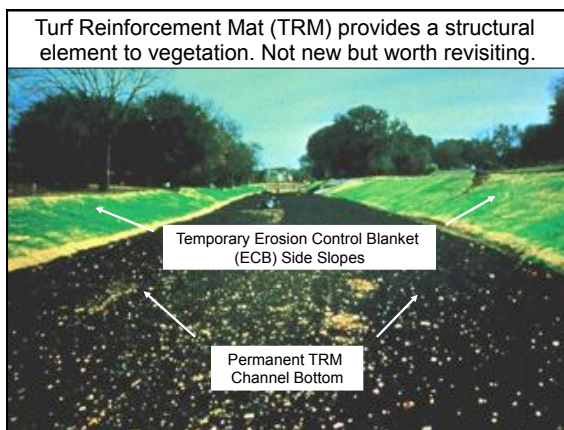 Turf Reinforcement Mat (TRM) provides a structural
element to vegetation. Not new but worth revisiting.
Temporary Erosion Control Blanket
(ECB) Side Slopes
Permanent TRM
Channel Bottom